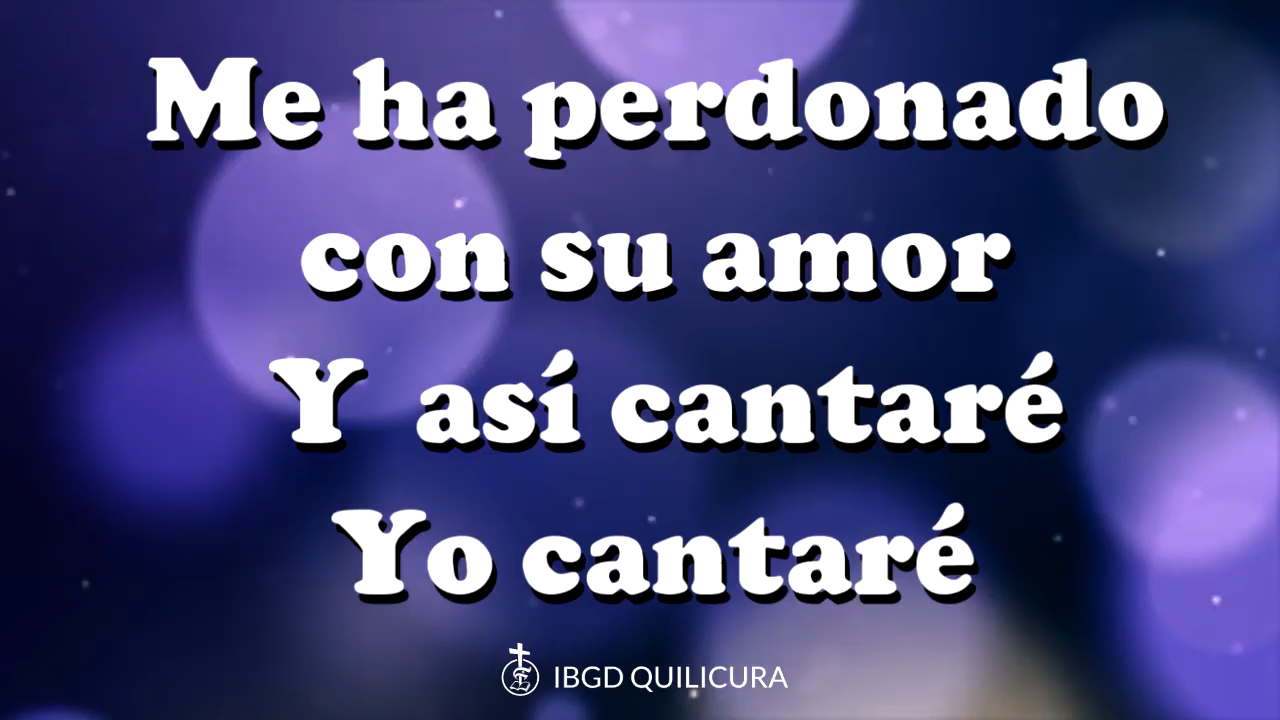 Me ha perdonado
con su amor
Y así cantaré
Yo cantaré
IBGD QUILICURA